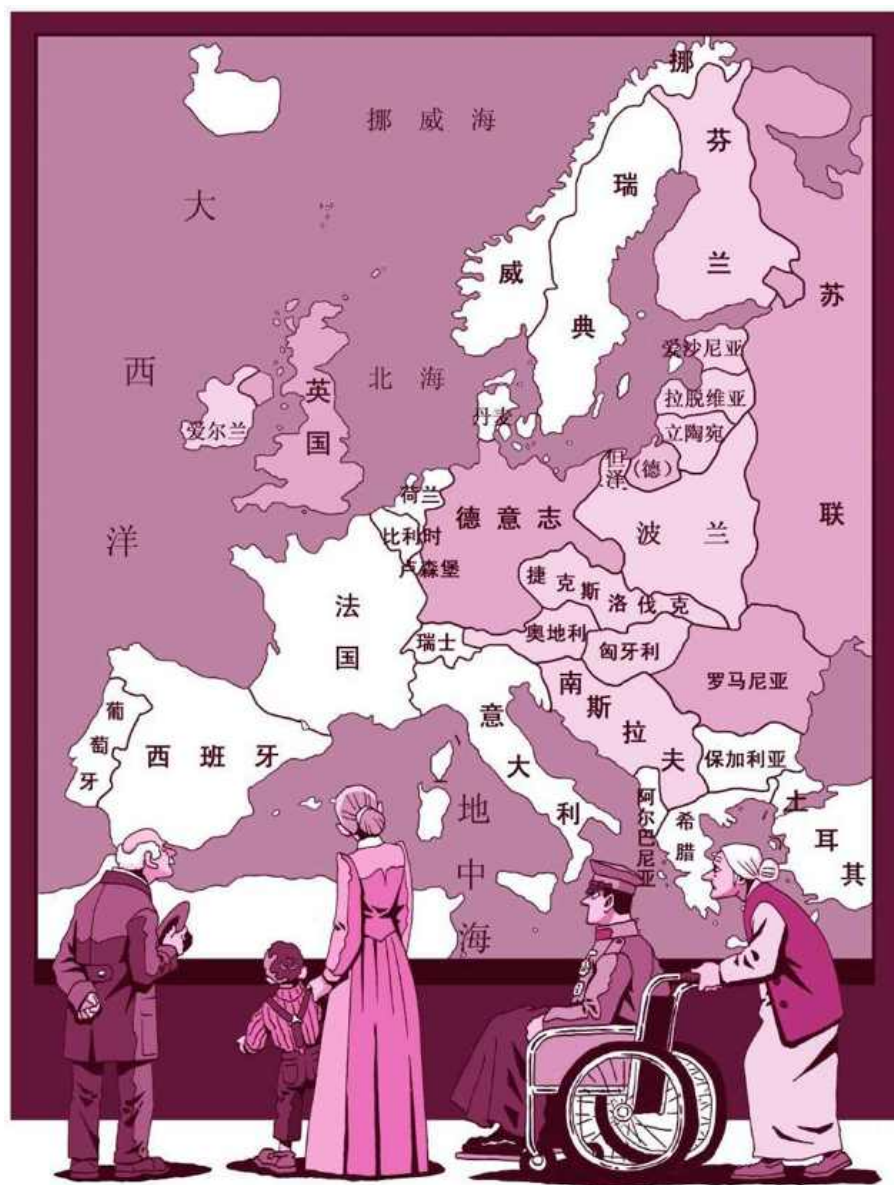 挪威
挪威海
大西洋
瑞典
芬兰
苏联
爱沙尼亚
拉脱维亚
立陶宛
北海
英国
爱尔兰
丹麦
但泽
（德）
荷兰
比利时
卢森堡
德意志
波兰
捷克斯洛伐克
法国
瑞士
奥地利
匈牙利
罗马尼亚
南斯拉夫
意大利
葡萄牙
西班牙
保加利亚
阿尔巴尼亚
希腊
土耳其
地中海